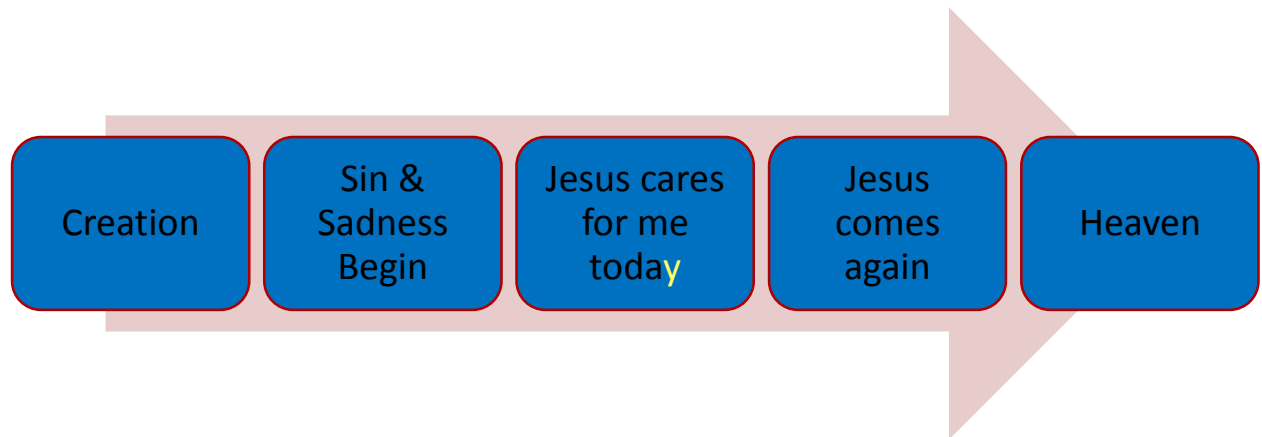 Creation
Sin &
Sadness
Begin
Jesus cares
for me
today
Jesus
comes
again
Heaven